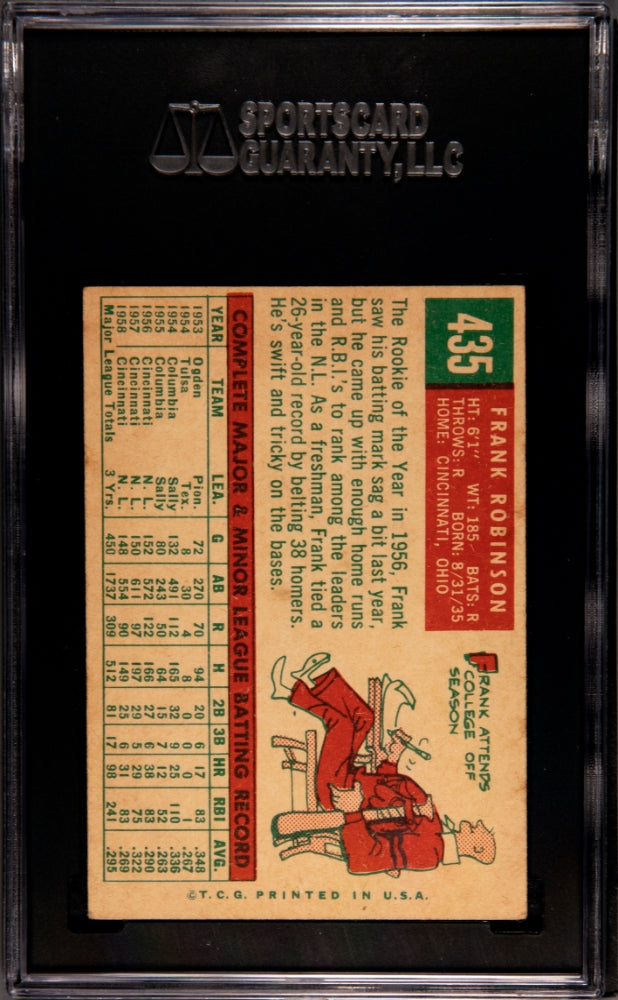 SPORTSCARD
GUARANTY, LLC
435
FRANK ROBINSON
HT: 6'1" WT: 185 BATS: R
THROWS: R BORN: 8/31/35
HOME: CINCINNATI, OHIO
The Rookie of the Year in 1956, Frank
saw his batting mark sag a bit last year,
but he came up with enough home runs
and R.B.I.'s to rank among the leaders
in the N.L. As a freshman, Frank tied a
26-year-old record by belting 38 homers.
He's swift and tricky on the bases.
FRANK ATTENDS
COLLEGE OFF
SEASON
COMPLETE MAJOR & MINOR LEAGUE BATTING RECORD
YEAR TEAM LEA. G AB R H 2B 3B HR RBI AVG.
1953 Ogden Pion. 72 270 70 94 20 6 17 83 .348
1954 Tulsa Tex. 8 30 4 8 0 0 0 1 .267
1954 Columbia Sally 132 491 112 165 32 9 25 110 .336
1955 Columbia Sally 80 243 50 64 15 7 12 52 .263
1956 Cincinnati N. L. 152 572 122 166 27 6 38 83 .290
1957 Cincinnati N. L. 150 611 97 197 29 5 29 75 .322
1958 Cincinnati N. L. 148 554 90 149 25 6 31 83 .269
Major League Totals 3 Yrs. 450 1737 309 512 81 17 98 241 .295
©T.C.G. PRINTED IN U.S.A.